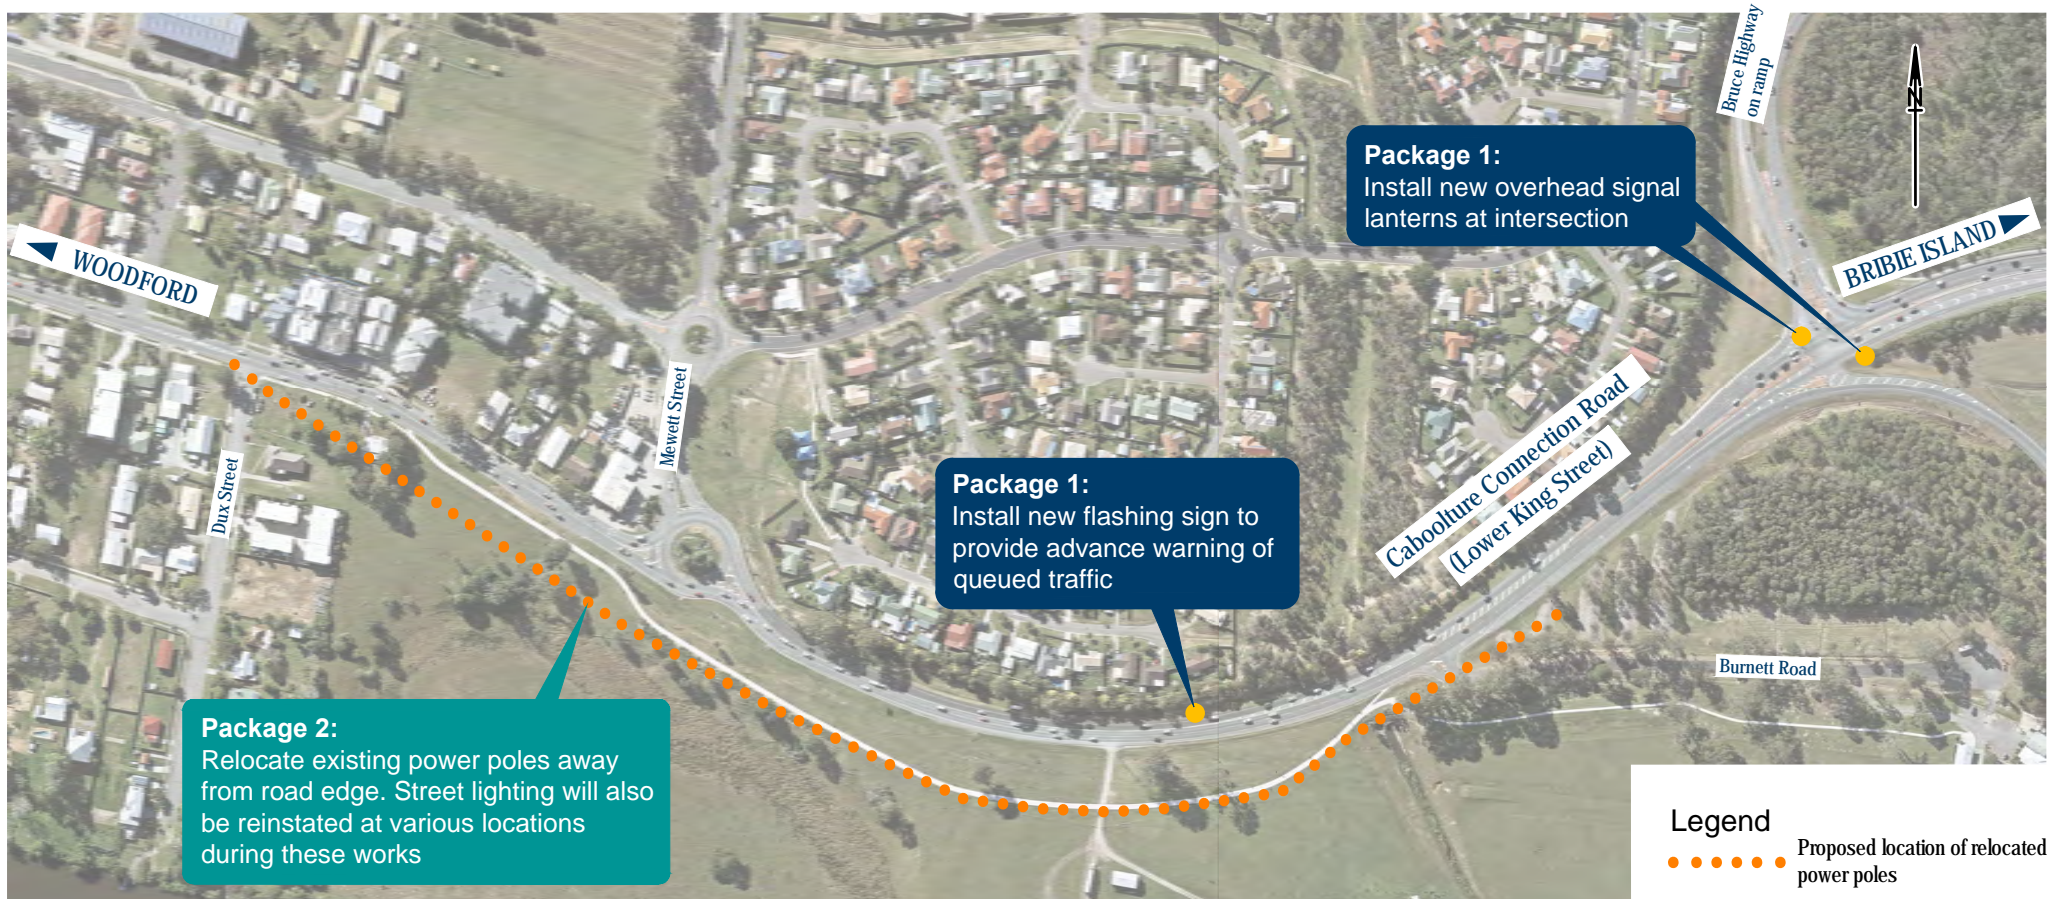 Bruce Highway
on ramp
N
Package 1:
Install new overhead signal
lanterns at intersection
BRIBIE ISLAND
WOODFORD
Mewett Street
Caboolture Connection Road
(Lower King Street)
Dux Street
Package 1:
Install new flashing sign to
provide advance warning of
queued traffic
Burnett Road
Package 2:
Relocate existing power poles away
from road edge. Street lighting will also
be reinstated at various locations
during these works
Legend
Proposed location of relocated
power poles